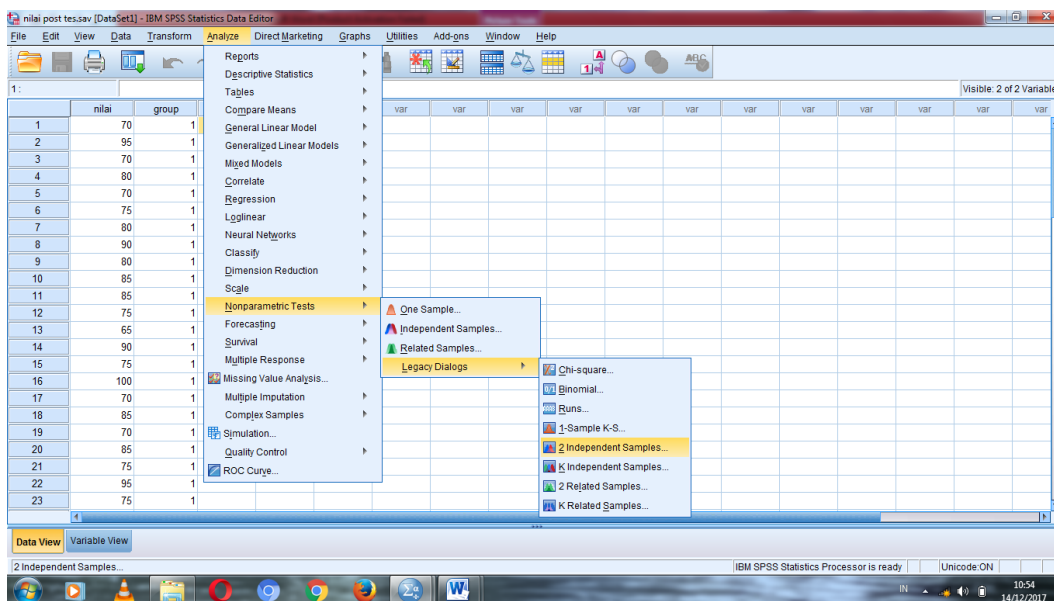 nilai post tes.sav [DataSet1] - IBM SPSS Statistics Data Editor
File Edit View Data Transform Analyze Direct Marketing Graphs Utilities Add-ons Window Help
1 :
Visible: 2 of 2 Variable
nilai group var var var var var var var var var var var
1 70 1
2 95 1
3 70 1
4 80 1
5 70 1
6 75 1
7 80 1
8 90 1
9 80 1
10 85 1
11 85 1
12 75 1
13 65 1
14 90 1
15 75 1
16 100 1
17 70 1
18 85 1
19 70 1
20 85 1
21 75 1
22 95 1
23 75 1
Reports
Descriptive Statistics
Tables
Compare Means
General Linear Model
Generalized Linear Models
Mixed Models
Correlate
Regression
Loglinear
Neural Networks
Classify
Dimension Reduction
Scale
Nonparametric Tests
Forecasting
Survival
Multiple Response
Missing Value Analysis...
Multiple Imputation
Complex Samples
Simulation...
Quality Control
ROC Curve...
One Sample...
Independent Samples...
Related Samples...
Legacy Dialogs
Chi-square...
Binomial...
Runs...
1-Sample K-S...
2 Independent Samples...
K Independent Samples...
2 Related Samples...
K Related Samples...
Data View Variable View
2 Independent Samples...
IBM SPSS Statistics Processor is ready
Unicode:ON
IN
10:54
14/12/2017